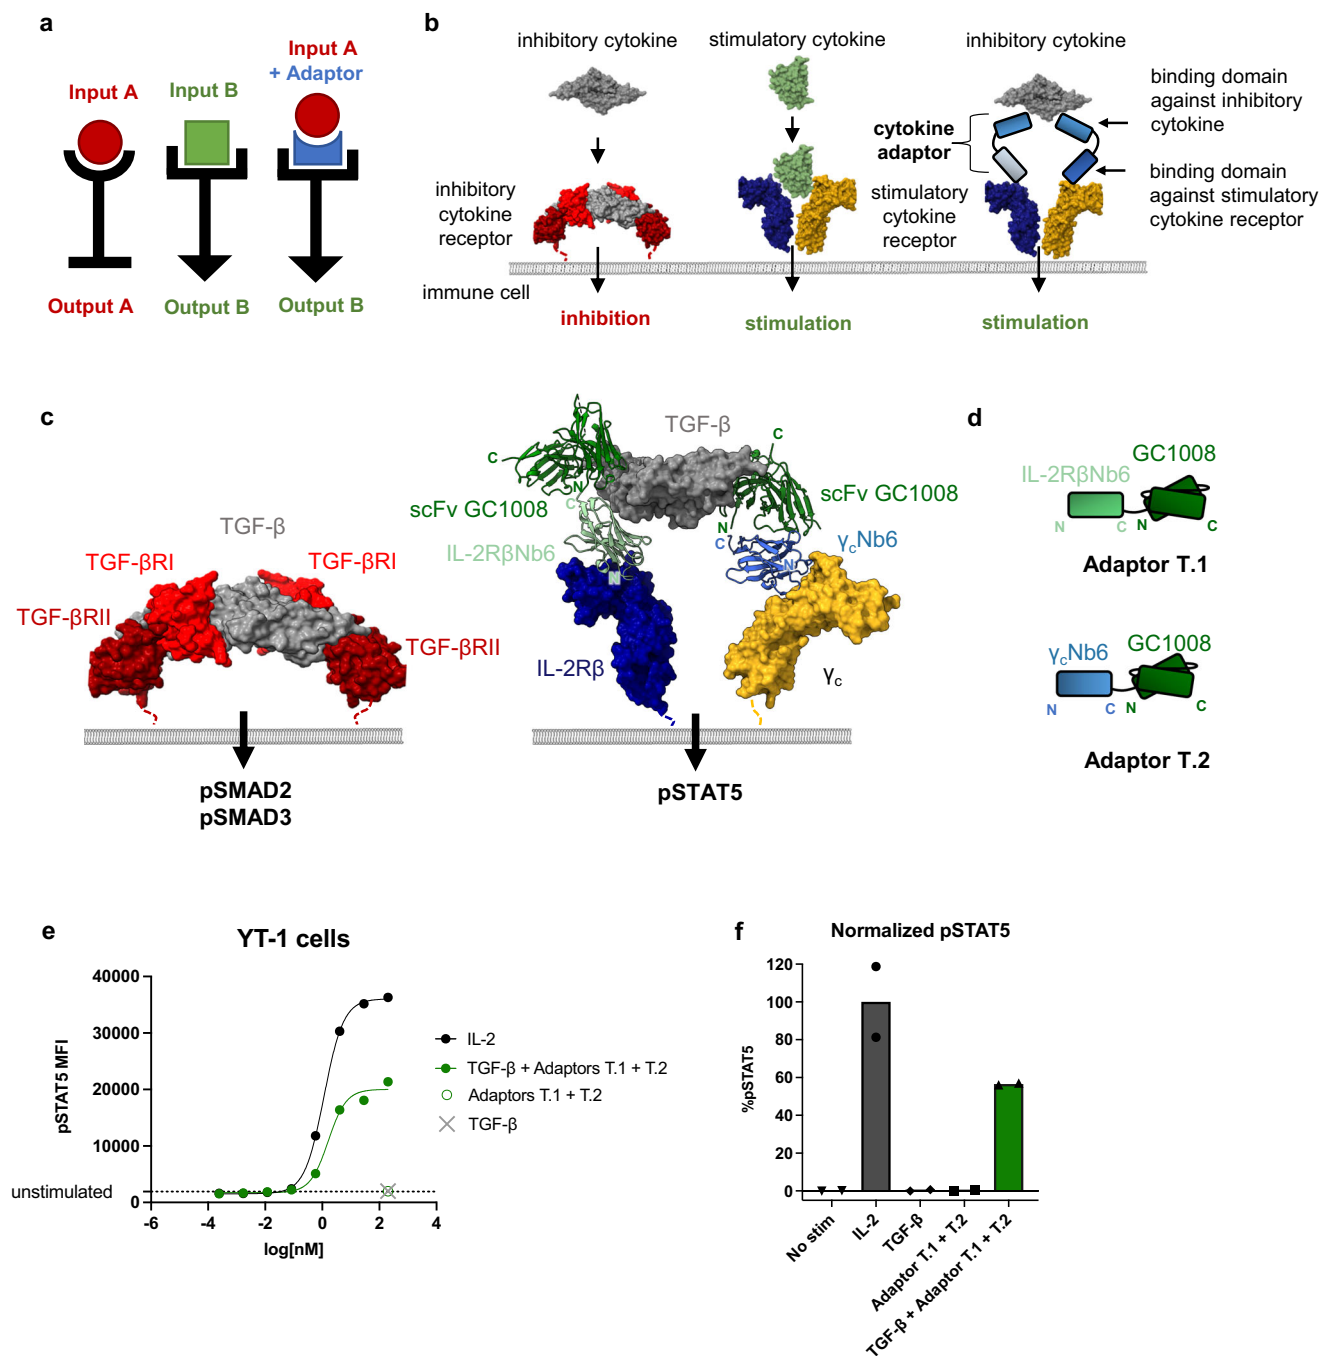 a
Input A
Input B
Input A
+ Adaptor
Output A
Output B
Output B
b
inhibitory cytokine
stimulatory cytokine
inhibitory cytokine
cytokine
adaptor
binding domain
against inhibitory
cytokine
inhibitory
cytokine
receptor
stimulatory
cytokine
receptor
binding domain
against stimulatory
cytokine receptor
immune cell
inhibition
stimulation
stimulation
c
TGF-β
TGF-βRI
TGF-βRI
TGF-βRII
TGF-βRII
pSMAD2
pSMAD3
TGF-β
C
C
N
C
scFv GC1008
scFv GC1008
N
C
IL-2RβNb6
γcNb6
N
N
IL-2Rβ
γc
pSTAT5
d
GC1008
IL-2RβNb6
N
C
N
C
Adaptor T.1
GC1008
γcNb6
N
C
N
C
Adaptor T.2
e
YT-1 cells
pSTAT5 MFI
40000
30000
20000
10000
0
unstimulated
-6
-4
-2
0
2
4
log[nM]
IL-2
TGF-β + Adaptors T.1 + T.2
Adaptors T.1 + T.2
TGF-β
f
Normalized pSTAT5
%pSTAT5
120
100
80
60
40
20
0
No stim
IL-2
TGF-β
Adaptor T.1 + T.2
TGF-β + Adaptor T.1 + T.2